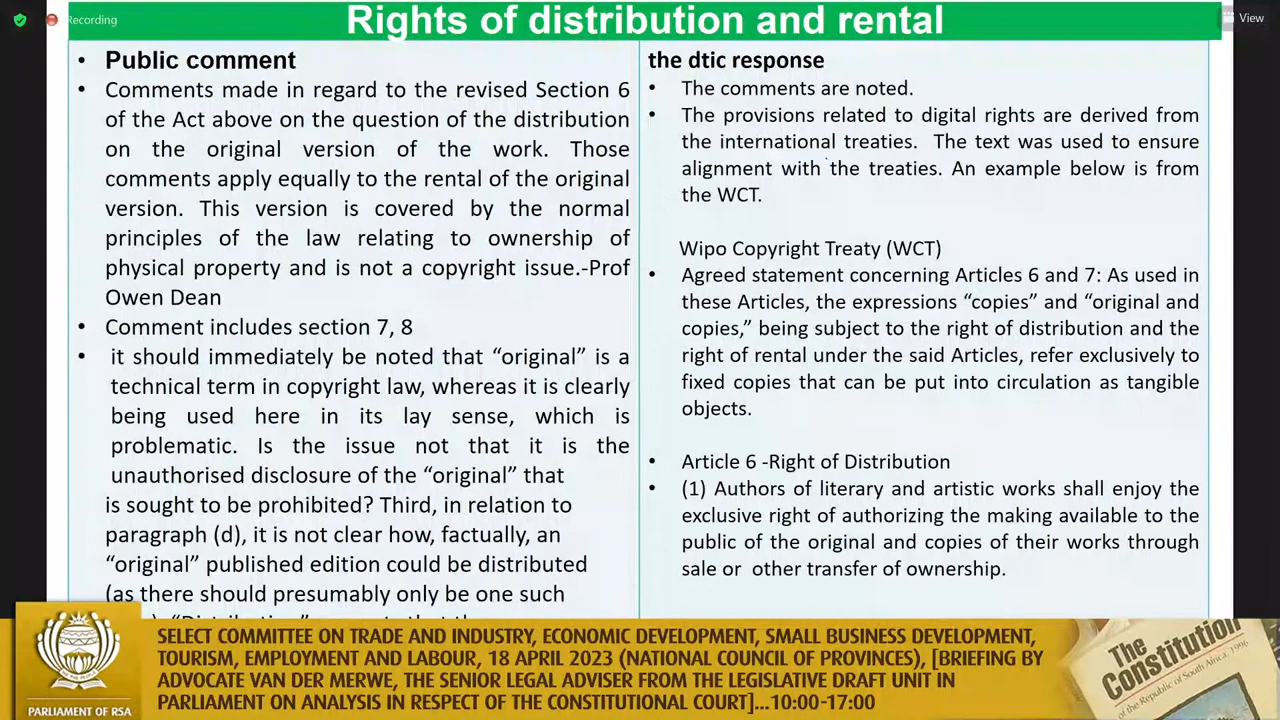 Recording
View
Rights of distribution and rental
• Public comment
• Comments made in regard to the revised Section 6
of the Act above on the question of the distribution
on the original version of the work. Those
comments apply equally to the rental of the original
version. This version is covered by the normal
principles of the law relating to ownership of
physical property and is not a copyright issue.-Prof
Owen Dean
• Comment includes section 7, 8
• it should immediately be noted that “original” is a
technical term in copyright law, whereas it is clearly
being used here in its lay sense, which is
problematic. Is the issue not that it is the
unauthorised disclosure of the “original” that
is sought to be prohibited? Third, in relation to
paragraph (d), it is not clear how, factually, an
“original” published edition could be distributed
(as there should presumably only be one such
the dtic response
• The comments are noted.
• The provisions related to digital rights are derived from
the international treaties. The text was used to ensure
alignment with the treaties. An example below is from
the WCT.
Wipo Copyright Treaty (WCT)
• Agreed statement concerning Articles 6 and 7: As used in
these Articles, the expressions “copies” and “original and
copies,” being subject to the right of distribution and the
right of rental under the said Articles, refer exclusively to
fixed copies that can be put into circulation as tangible
objects.
• Article 6 -Right of Distribution
• (1) Authors of literary and artistic works shall enjoy the
exclusive right of authorizing the making available to the
public of the original and copies of their works through
sale or other transfer of ownership.
PARLIAMENT OF RSA
SELECT COMMITTEE ON TRADE AND INDUSTRY, ECONOMIC DEVELOPMENT, SMALL BUSINESS DEVELOPMENT,
TOURISM, EMPLOYMENT AND LABOUR, 18 APRIL 2023 (NATIONAL COUNCIL OF PROVINCES), [BRIEFING BY
ADVOCATE VAN DER MERWE, THE SENIOR LEGAL ADVISER FROM THE LEGISLATIVE DRAFT UNIT IN
PARLIAMENT ON ANALYSIS IN RESPECT OF THE CONSTITUTIONAL COURT]...10:00-17:00
The
Constitution
of the Republic of South Africa, 1996